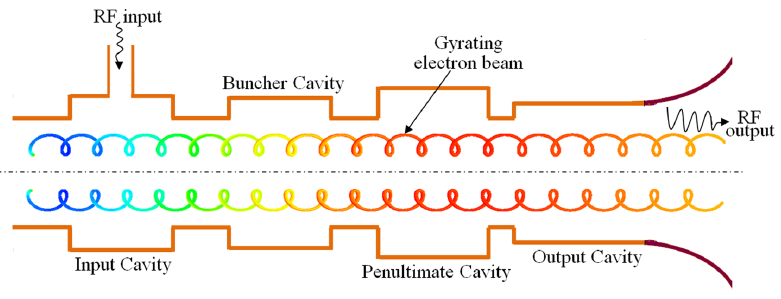 RF input
Gyrating
electron beam
Buncher Cavity
RF
output
Input Cavity
Penultimate Cavity
Output Cavity